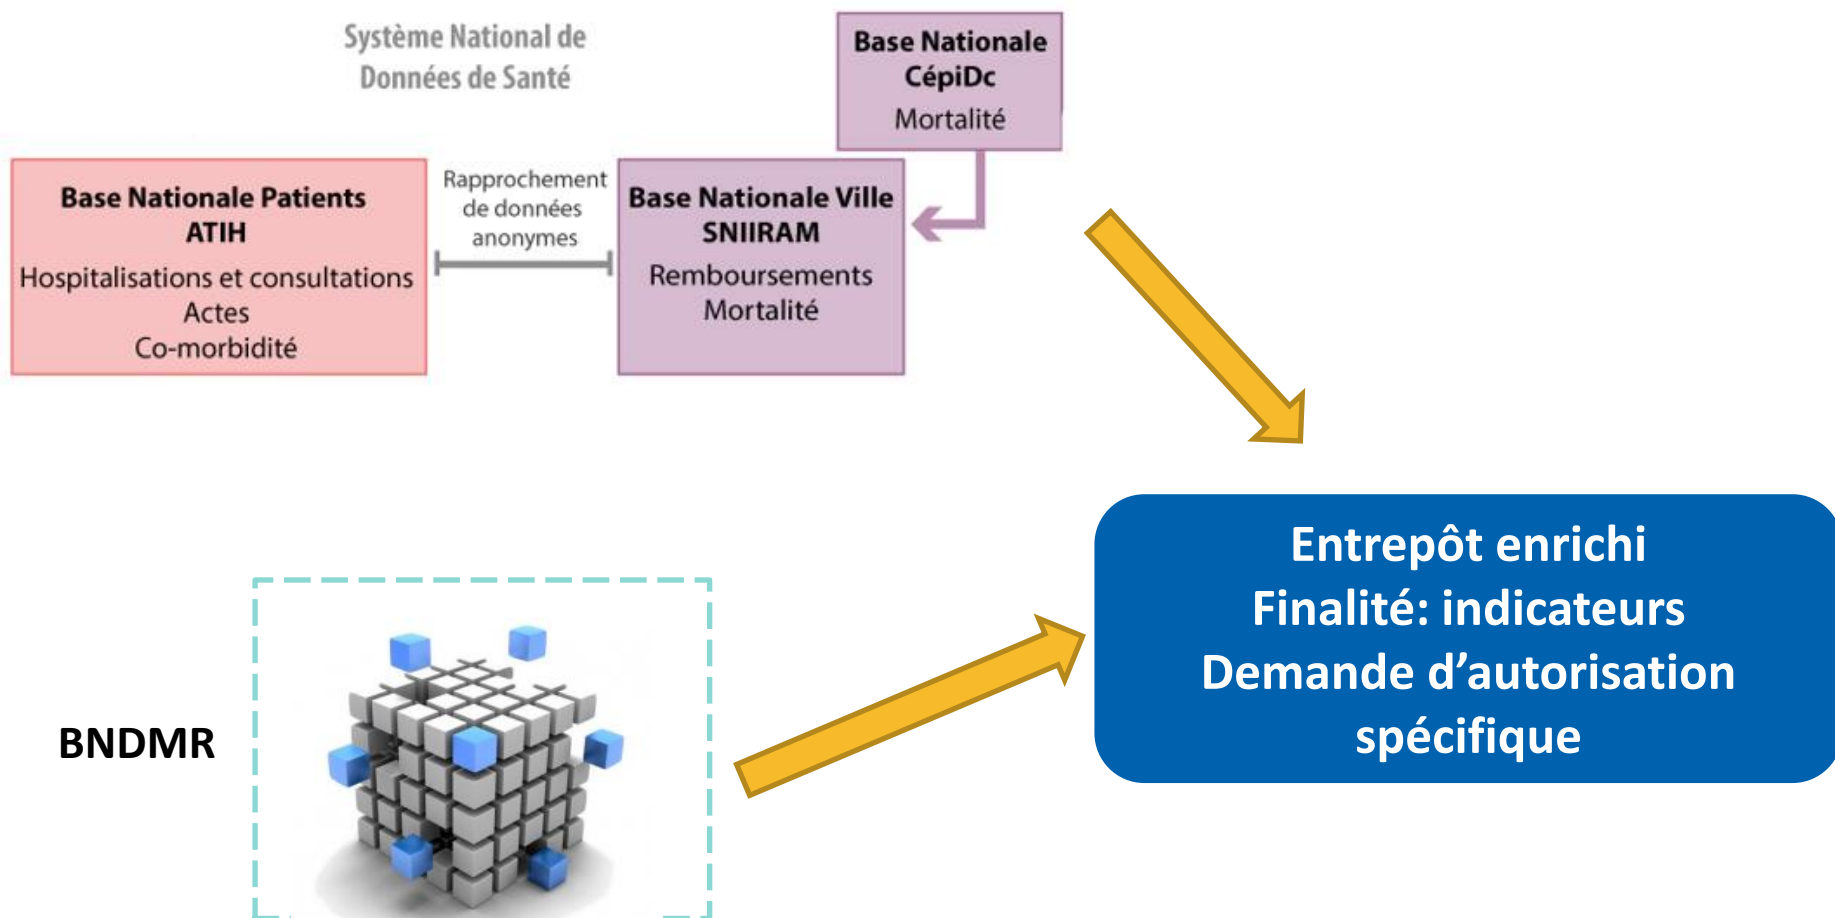 Système National de
Données de Santé
Base Nationale
CépiDc
Mortalité
Base Nationale Patients
ATIH
Hospitalisations et consultations
Actes
Co-morbidité
Rapprochement
de données
anonymes
Base Nationale Ville
SNIIRAM
Remboursements
Mortalité
BNDMR
Entrepôt enrichi
Finalité: indicateurs
Demande d’autorisation
spécifique